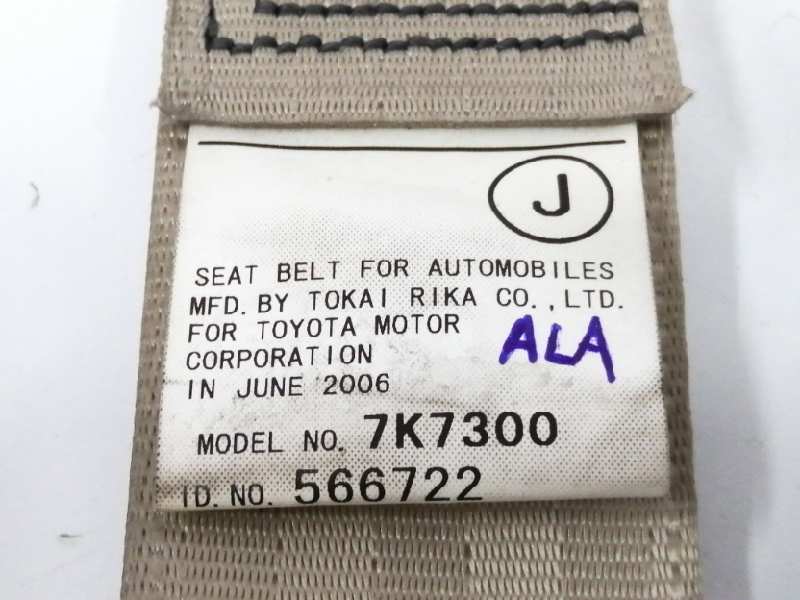 J
SEAT BELT FOR AUTOMOBILES
MFD. BY TOKAI RIKA CO., LTD.
FOR TOYOTA MOTOR
CORPORATION
ALA
IN JUNE 2006
MODEL NO. 7K7300
ID. NO. 566722